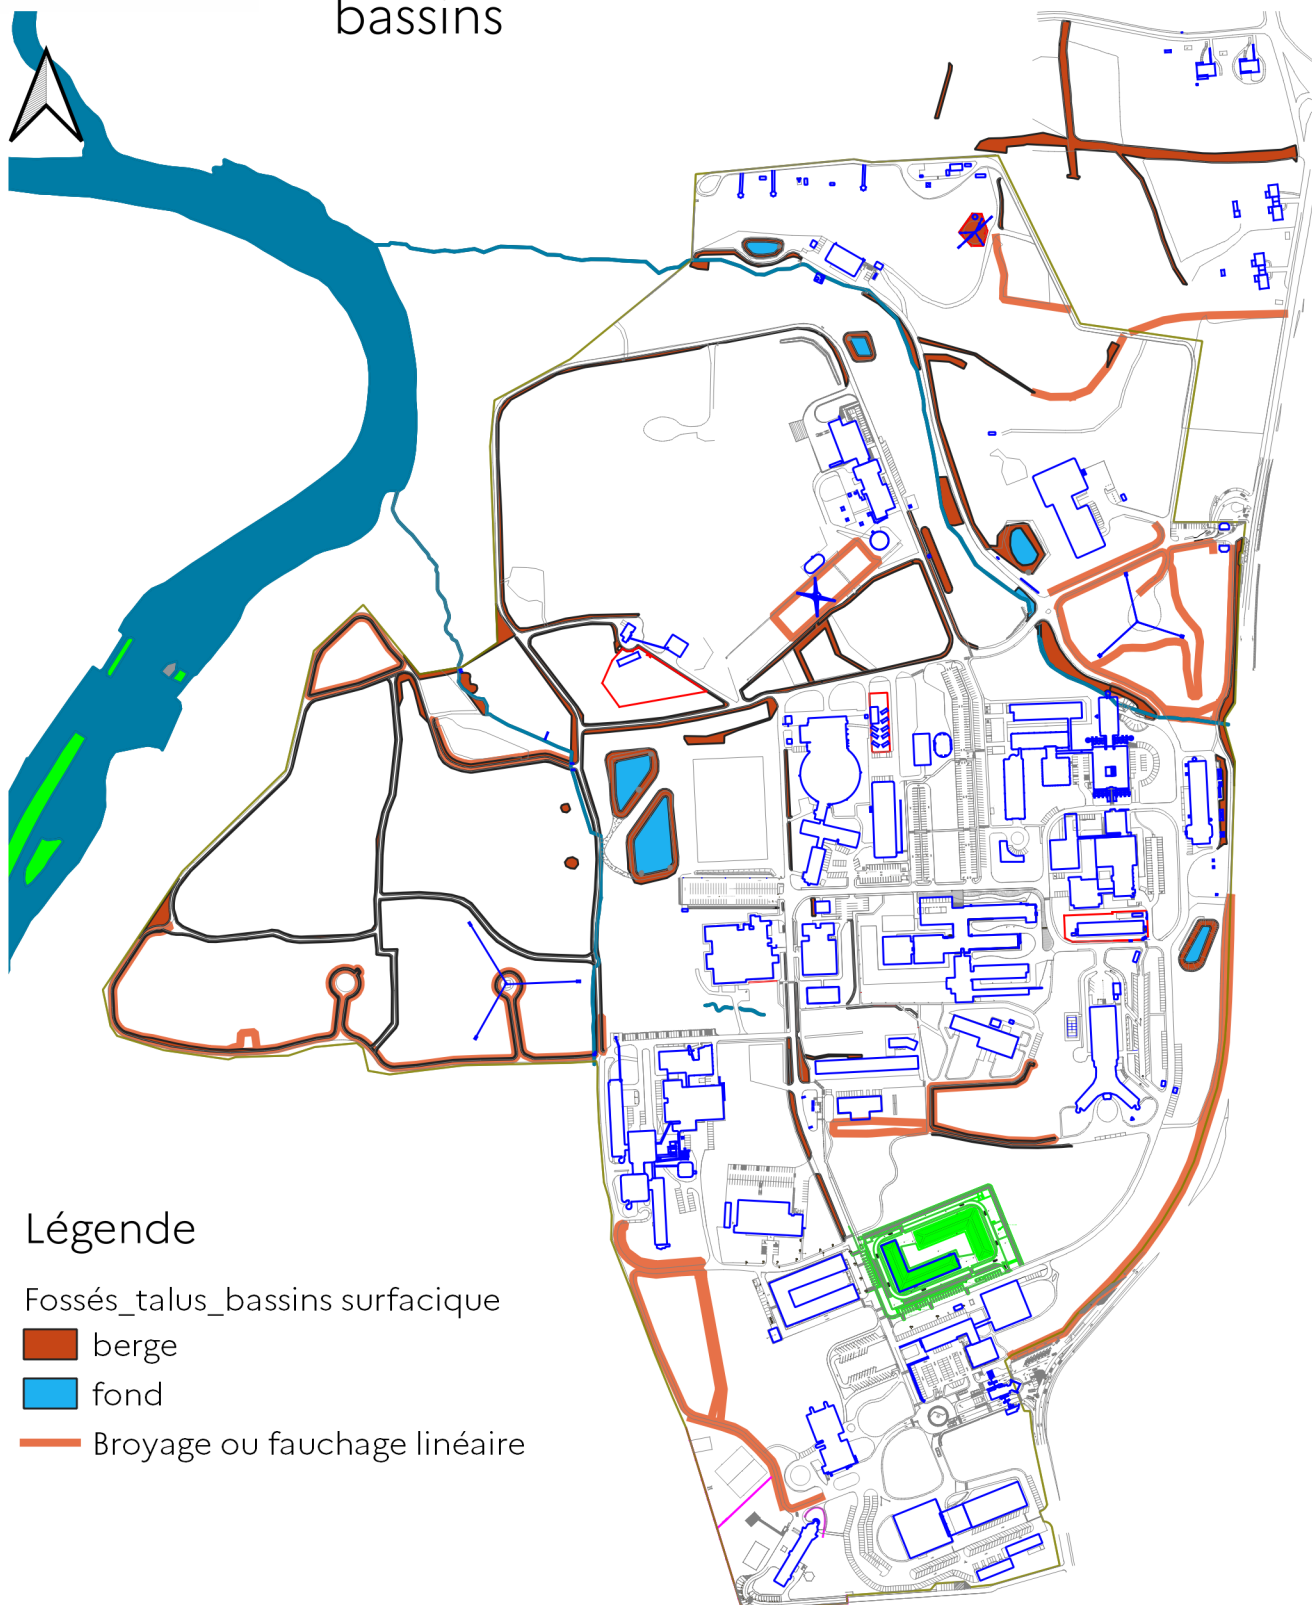 bassins
Légende
Fossés_talus_bassins surfacique
berge
fond
Broyage ou fauchage linéaire